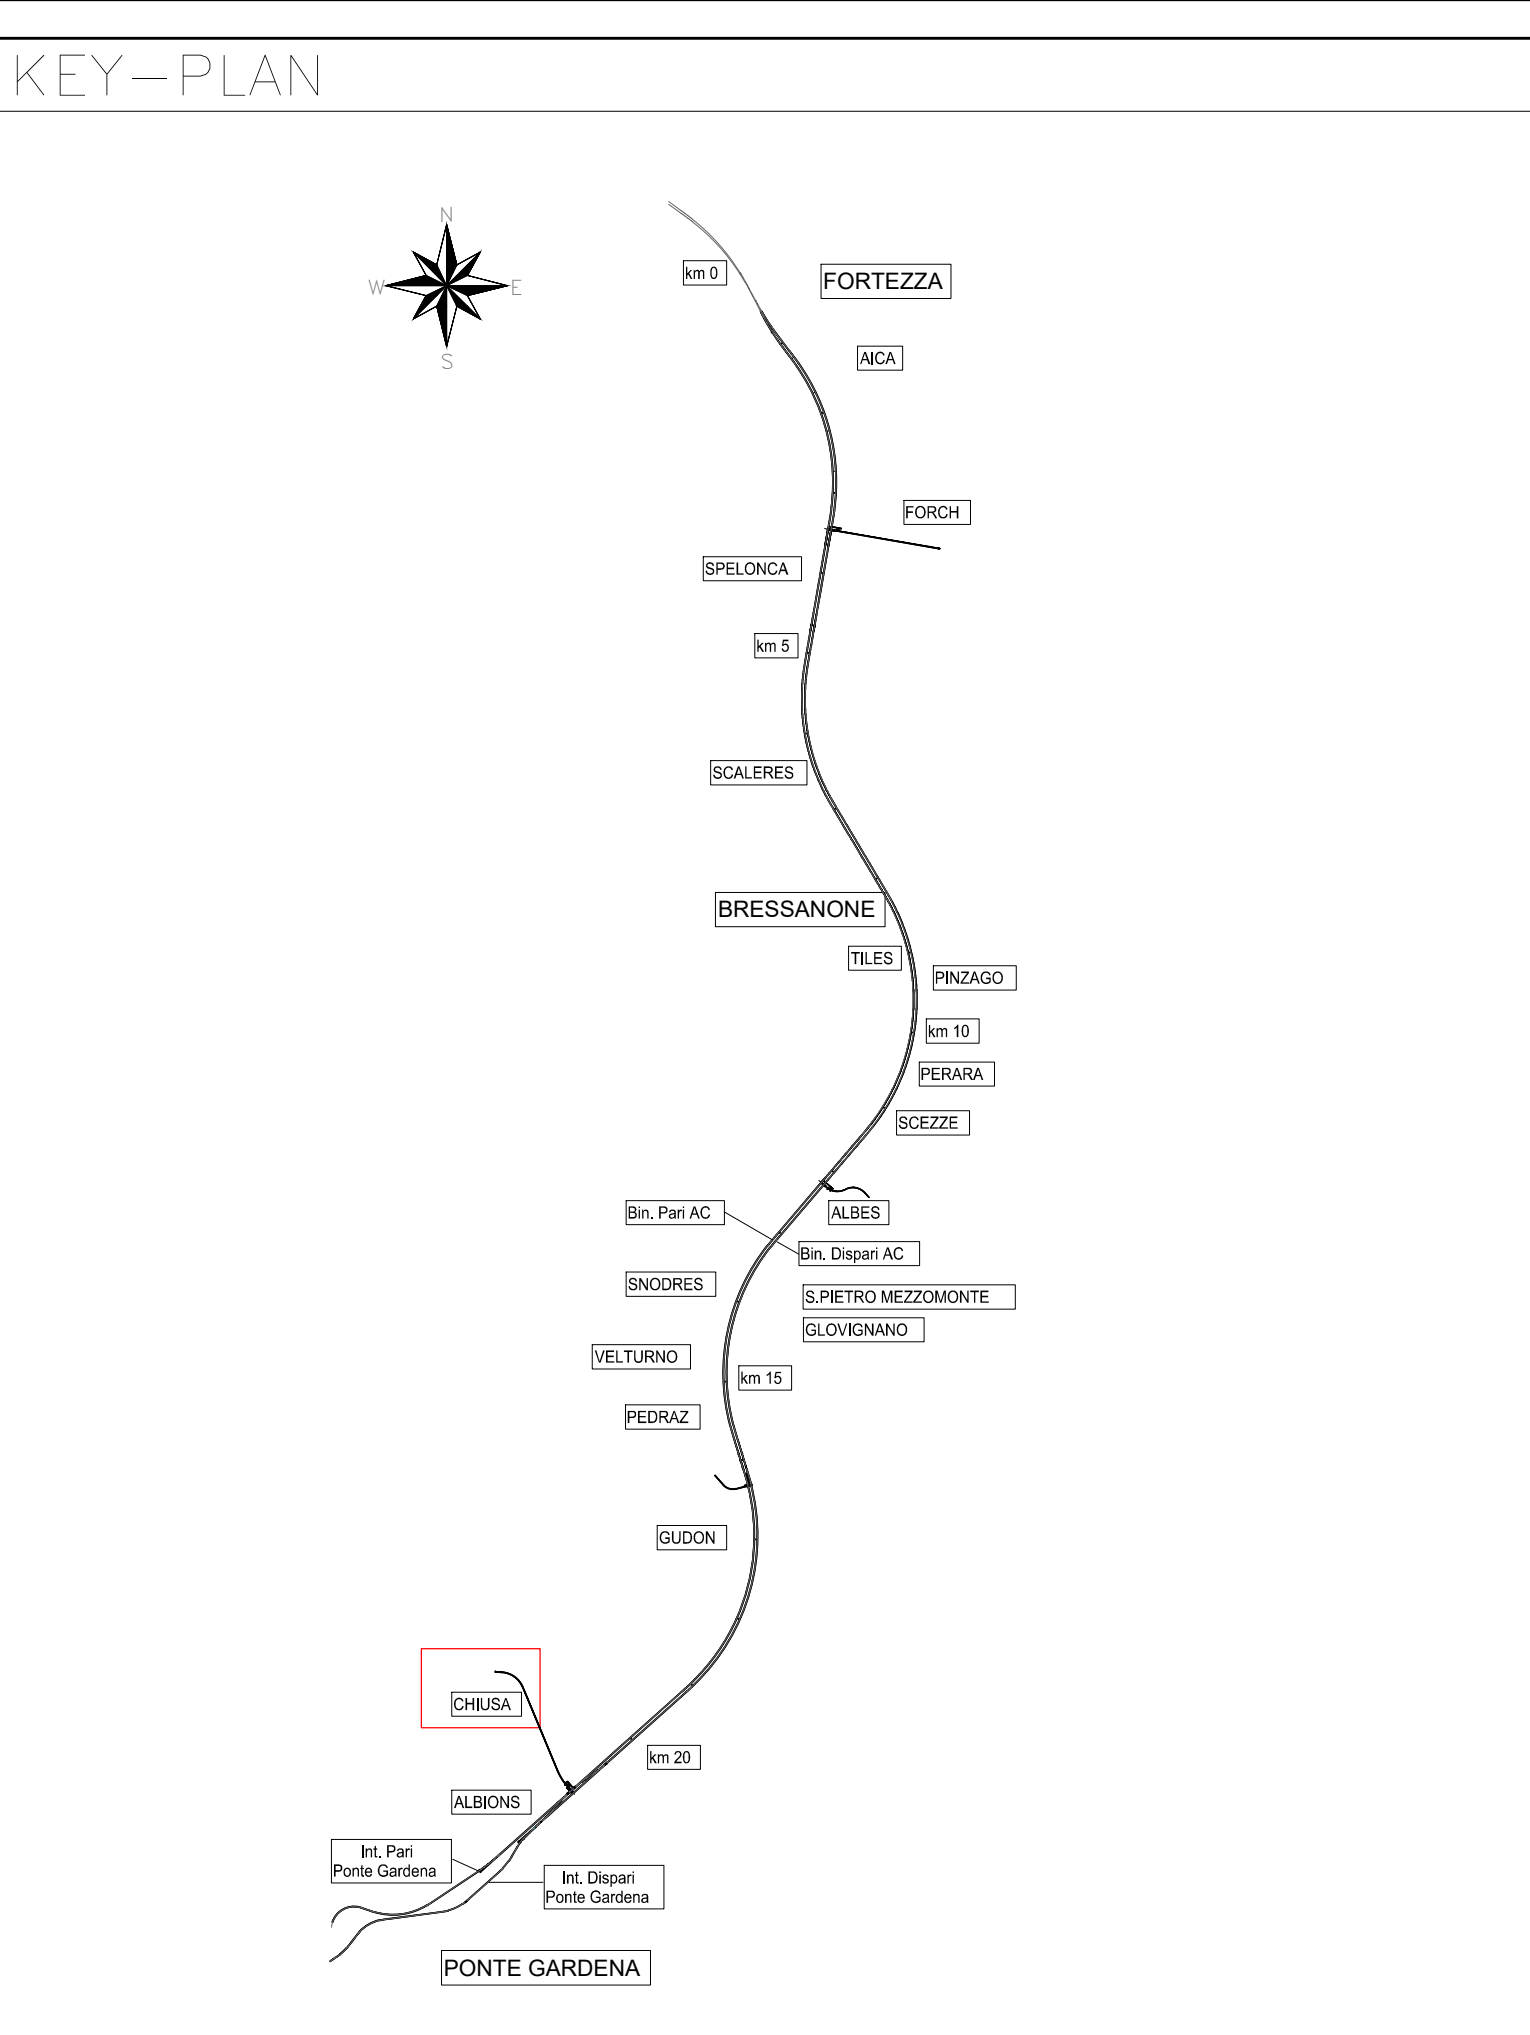 KEY-PLAN
N
W
E
S
km 0
FORTEZZA
AICA
FORCH
SPELONCA
km 5
SCALERES
BRESSANONE
TILES
PINZAGO
km 10
PERARA
SCEZZE
Bin. Pari AC
ALBES
Bin. Dispari AC
SNODRES
S.PIETRO MEZZOMONTE
GLOVIGNANO
VELTURNO
km 15
PEDRAZ
GUDON
CHIUSA
km 20
ALBIONS
Int. Pari
Ponte Gardena
Int. Dispari
Ponte Gardena
PONTE GARDENA